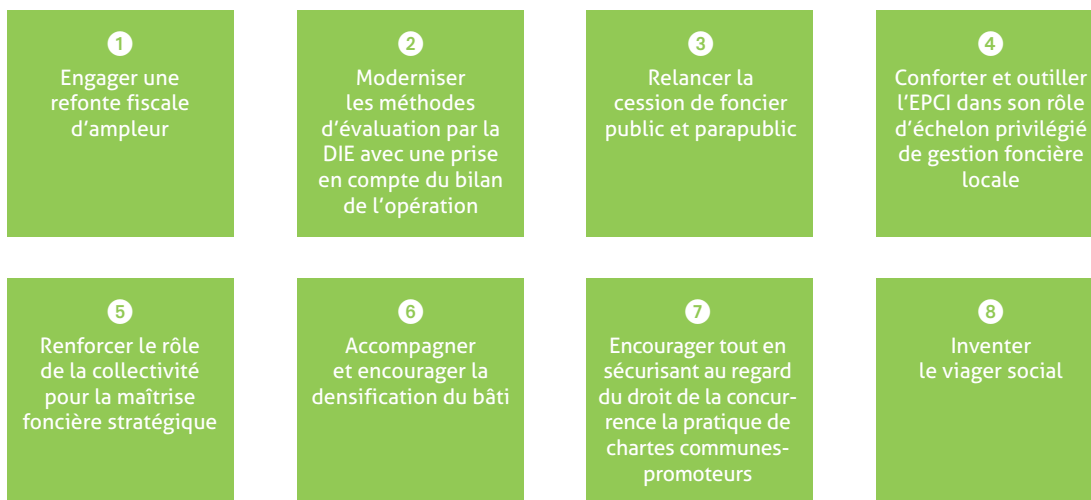 1
Engager une
refonte fiscale
d'ampleur
2
Moderniser
les méthodes
d'évaluation par la
DIE avec une prise
en compte du bilan
de l'opération
3
Relancer la
cession de foncier
public et parapublic
4
Conforter et outiller
l'EPCI dans son rôle
d'échelon privilégié
de gestion foncière
locale
5
Renforcer le rôle
de la collectivité
pour la maîtrise
foncière stratégique
6
Accompagner
et encourager la
densification du bâti
7
Encourager tout en
sécurisant au regard
du droit de la concur-
rence la pratique de
chartes communes-
promoteurs
8
Inventer
le viager social